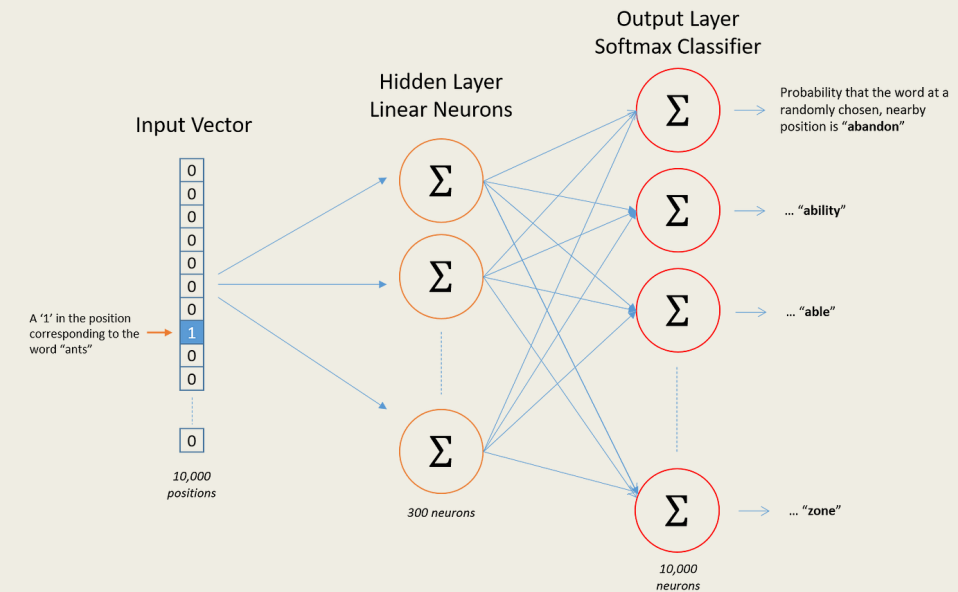 Output Layer
Softmax Classifier
Hidden Layer
Linear Neurons
Input Vector
0
0
0
0
0
0
0
1
0
0
0
A ‘1’ in the position
corresponding to the
word “ants”
10,000
positions
Σ
Σ
Σ
300 neurons
Σ
Σ
Σ
Σ
10,000
neurons
Probability that the word at a
randomly chosen, nearby
position is “abandon”
... “ability”
... “able”
... “zone”